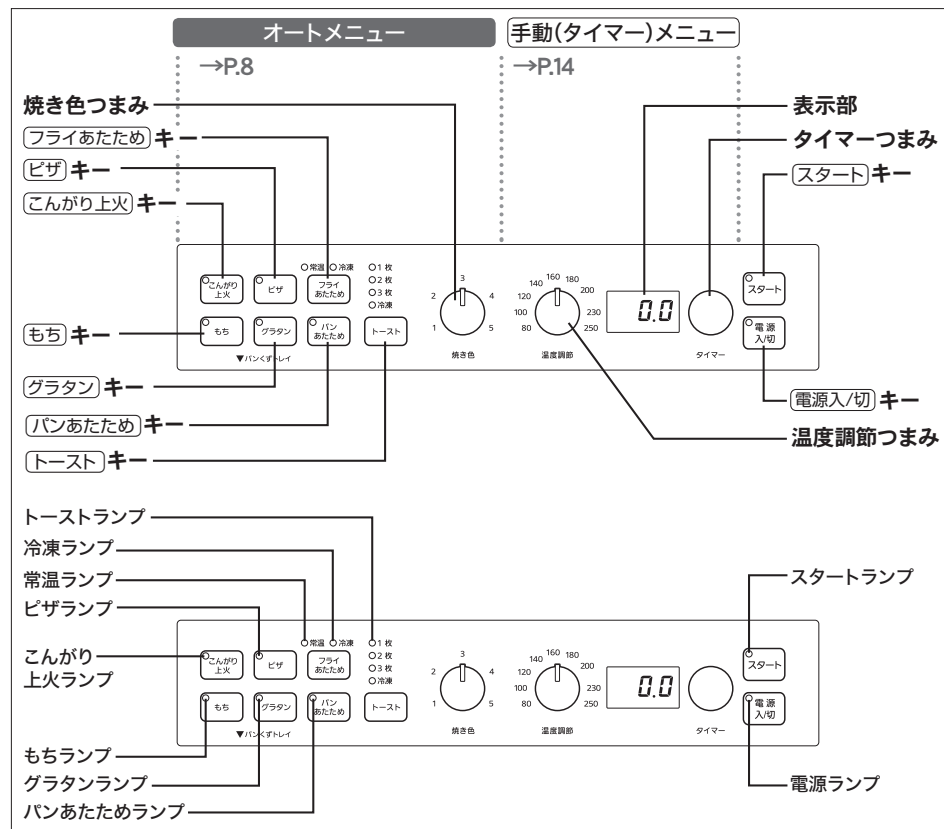 オートメニュー
手動(タイマー)メニュー
→P.8
→P.14
焼き色つまみ
フライあたためキー
ピザキー
こんがり上火キー
もちキー
グラタンキー
パンあたためキー
トーストキー
表示部
タイマーつまみ
スタートキー
電源入/切キー
温度調節つまみ
常温 冷凍
1枚
2枚
3枚
冷凍
こんがり
上火
ピザ
フライ
あたため
もち
グラタン
パン
あたため
トースト
▼パンくずトレイ
1 2 3 4 5
焼き色
80 100 120 140 160 180 200 230 250
温度調節
0.0
タイマー
スタート
電源
入/切
トーストランプ
冷凍ランプ
常温ランプ
ピザランプ
こんがり
上火ランプ
もちランプ
グラタンランプ
パンあたためランプ
スタートランプ
電源ランプ
常温 冷凍
1枚
2枚
3枚
冷凍
こんがり
上火
ピザ
フライ
あたため
もち
グラタン
パン
あたため
トースト
▼パンくずトレイ
1 2 3 4 5
焼き色
80 100 120 140 160 180 200 230 250
温度調節
0.0
タイマー
スタート
電源
入/切